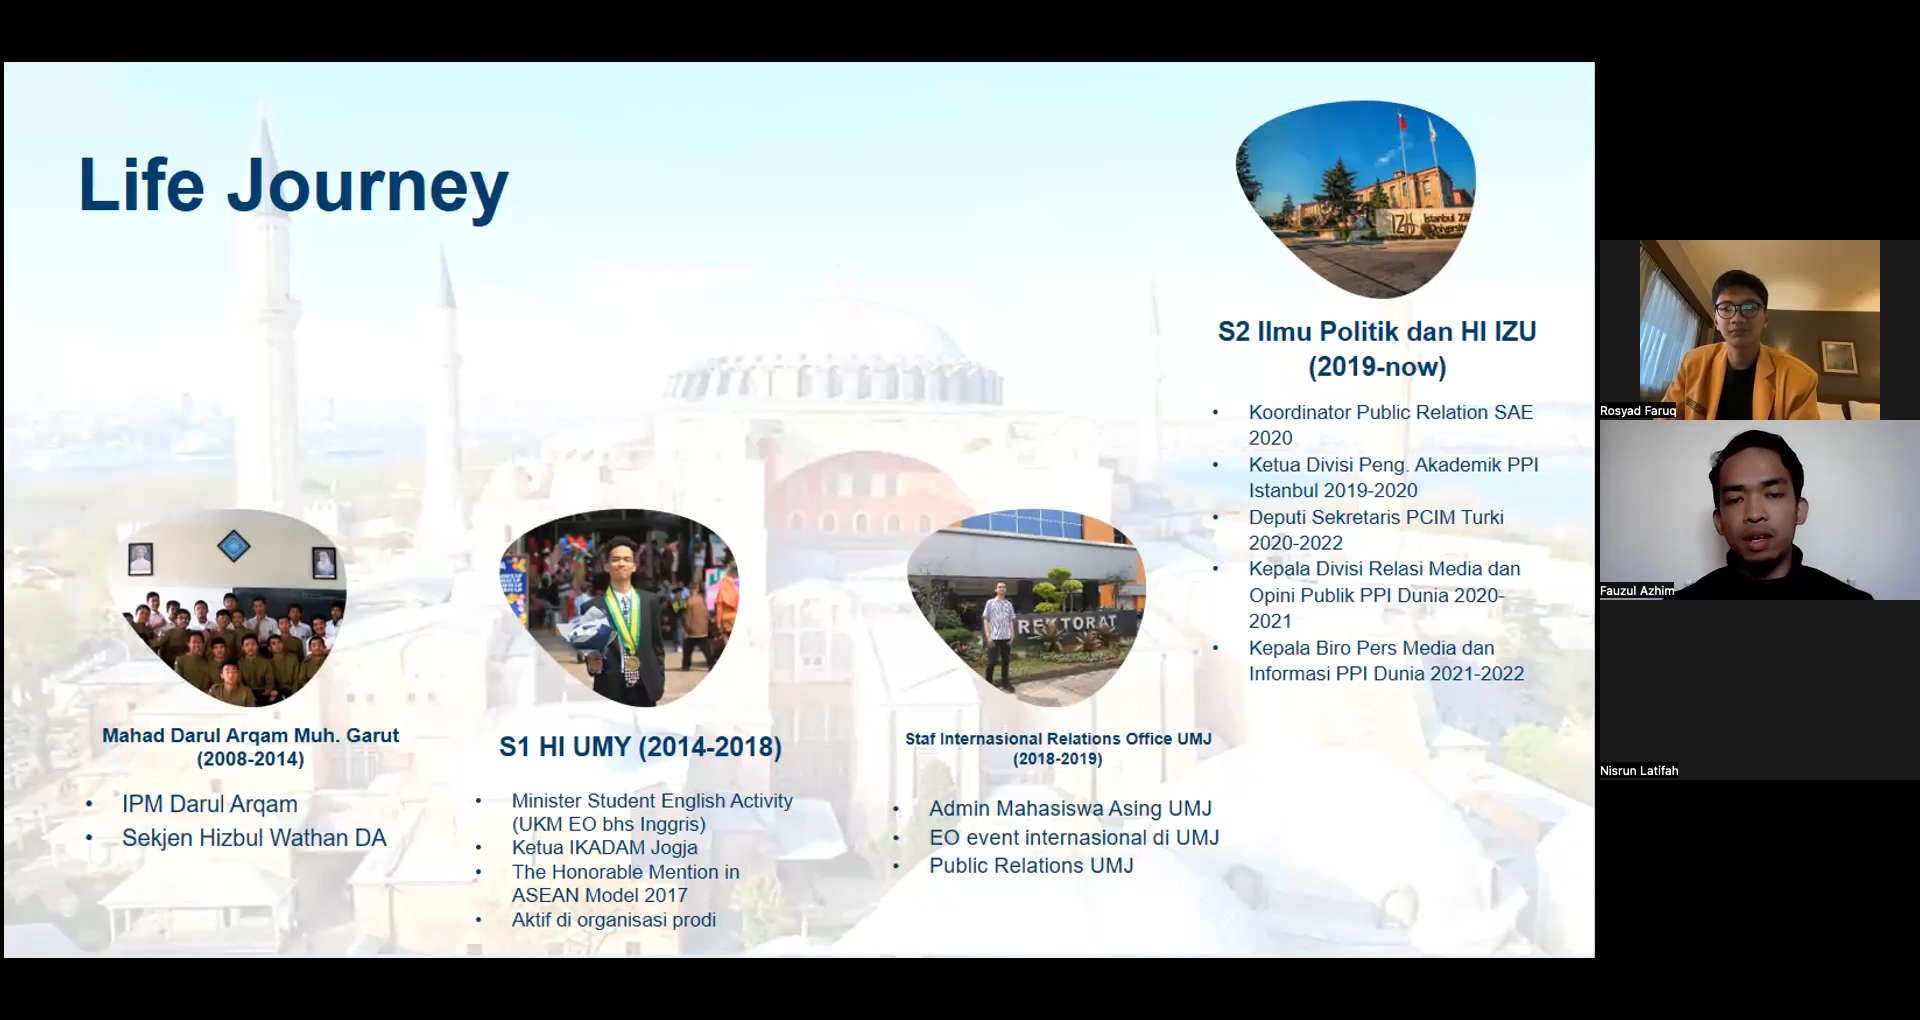 Life Journey
Mahad Darul Arqam Muh. Garut
(2008-2014)
• IPM Darul Arqam
• Sekjen Hizbul Wathan DA
S1 HI UMY (2014-2018)
• Minister Student English Activity
(UKM EO bhs Inggris)
• Ketua IKADAM Jogja
• The Honorable Mention in
ASEAN Model 2017
• Aktif di organisasi prodi
REKTORAT
Staf Internasional Relations Office UMJ
(2018-2019)
• Admin Mahasiswa Asing UMJ
• EO event internasional di UMJ
• Public Relations UMJ
IZÜ
S2 Ilmu Politik dan HI IZU
(2019-now)
• Koordinator Public Relation SAE
2020
• Ketua Divisi Peng. Akademik PPI
Istanbul 2019-2020
• Deputi Sekretaris PCIM Turki
2020-2022
• Kepala Divisi Relasi Media dan
Opini Publik PPI Dunia 2020-
2021
• Kepala Biro Pers Media dan
Informasi PPI Dunia 2021-2022
Rosyad Faruq
Fauzul Azhim
Nisrun Latifah